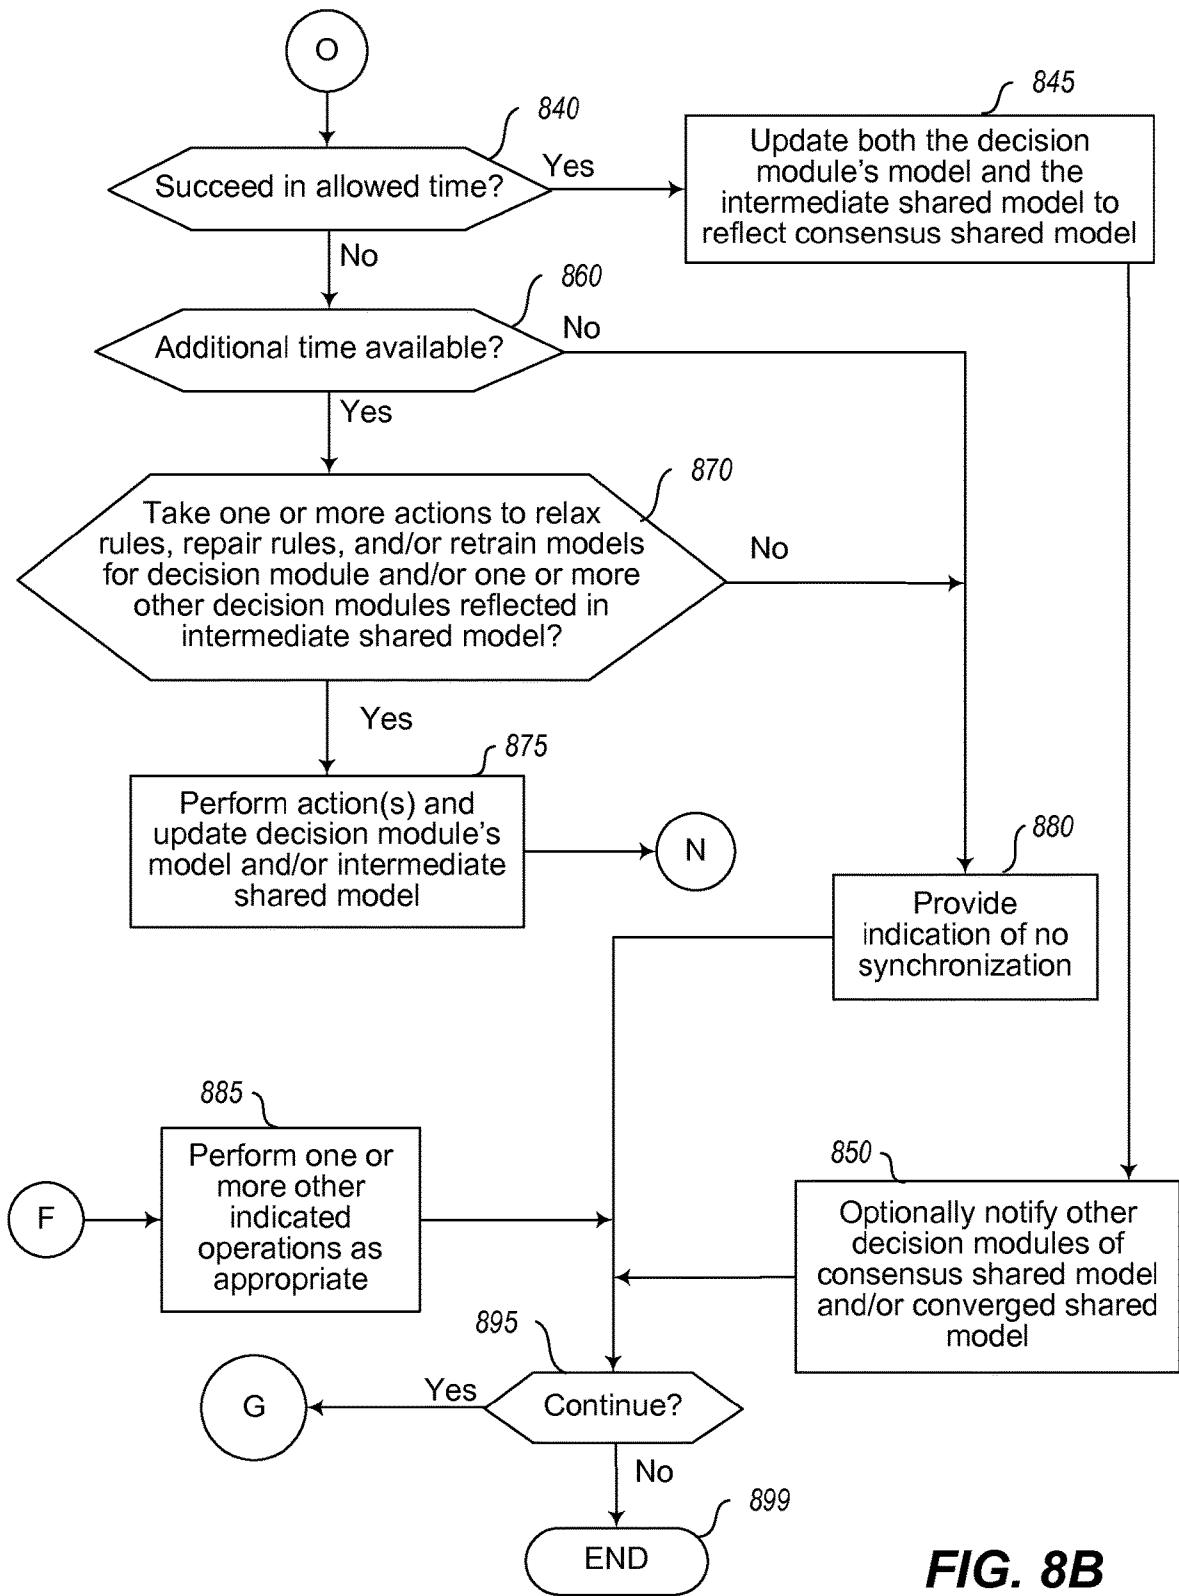 O
840
Succeed in allowed time?
Yes
845
Update both the decision
module's model and the
intermediate shared model to
reflect consensus shared model
No
860
Additional time available?
No
Yes
870
Take one or more actions to relax
rules, repair rules, and/or retrain models
for decision module and/or one or more
other decision modules reflected in
intermediate shared model?
No
Yes
875
Perform action(s) and
update decision module's
model and/or intermediate
shared model
N
880
Provide
indication of no
synchronization
885
F
Perform one or
more other
indicated
operations as
appropriate
850
Optionally notify other
decision modules of
consensus shared model
and/or converged shared
model
895
Continue?
Yes
G
No
899
END
FIG. 8B